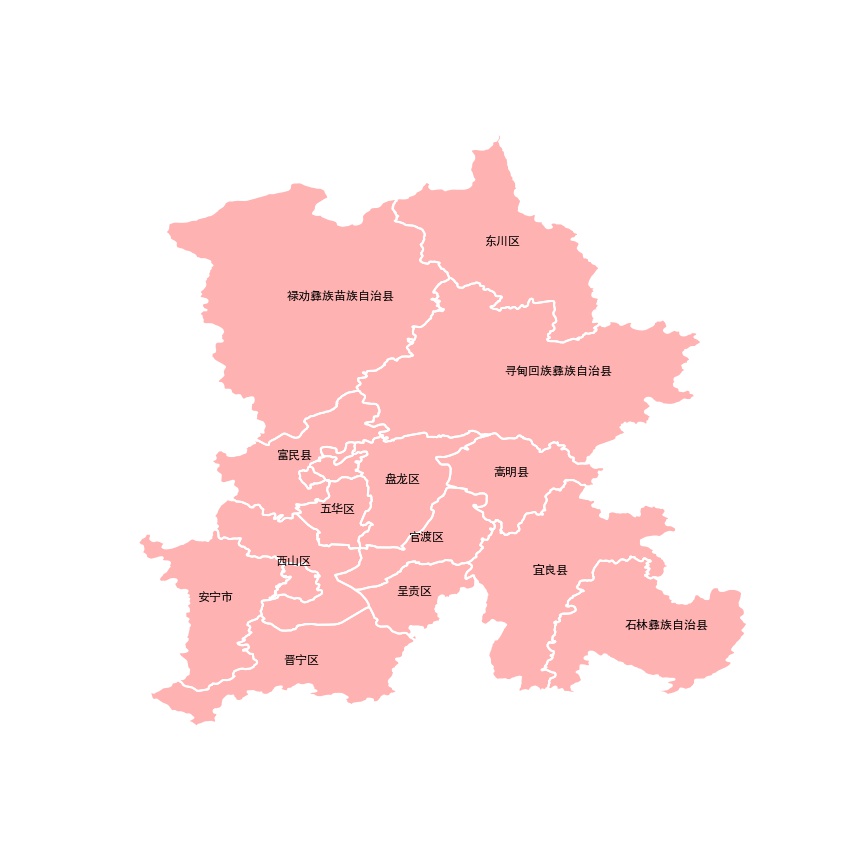 东川区
禄劝彝族苗族自治县
寻甸回族彝族自治县
富民县
嵩明县
盘龙区
五华区
官渡区
西山区
宜良县
呈贡区
安宁市
石林彝族自治县
晋宁区